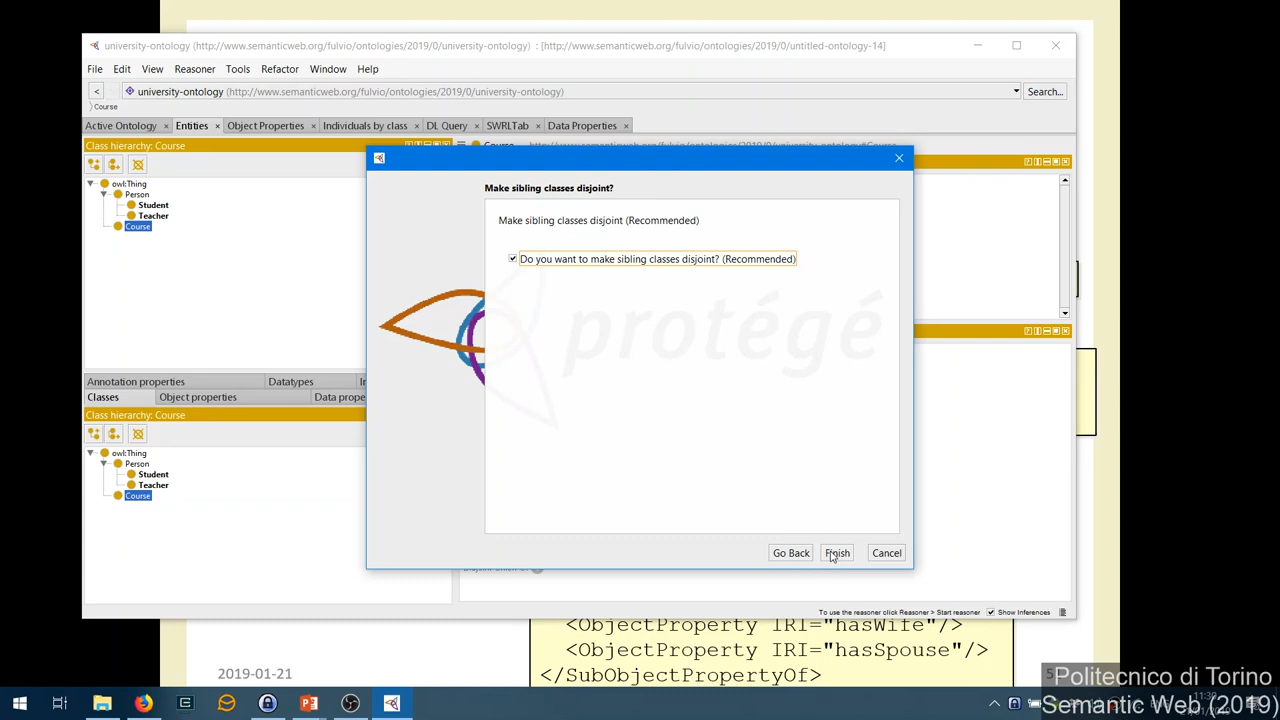 university-ontology (http://www.semanticweb.org/fulvio/ontologies/2019/0/university-ontology) : [http://www.semanticweb.org/fulvio/ontologies/2019/0/untitled-ontology-14]
File Edit View Reasoner Tools Refactor Window Help
< university-ontology (http://www.semanticweb.org/fulvio/ontologies/2019/0/university-ontology) Search...
Course
Active Ontology × Entities × Object Properties × Individuals by class × DL Query × SWRLTab × Data Properties ×
Class hierarchy: Course
owl:Thing
Person
Student
Teacher
Course
Make sibling classes disjoint?
Make sibling classes disjoint (Recommended)
Do you want to make sibling classes disjoint? (Recommended)
protégé
Go Back Finish Cancel
Annotation properties Datatypes
Classes Object properties Data prope
Class hierarchy: Course
owl:Thing
Person
Student
Teacher
Course
To use the reasoner click Reasoner > Start reasoner Show Inferences
<ObjectProperty IRI="hasWife"/>
<ObjectProperty IRI="hasSpouse"/>
</SubObjectPropertyOf>
2019-01-21
Politecnico di Torino
Semantic Web (2019)